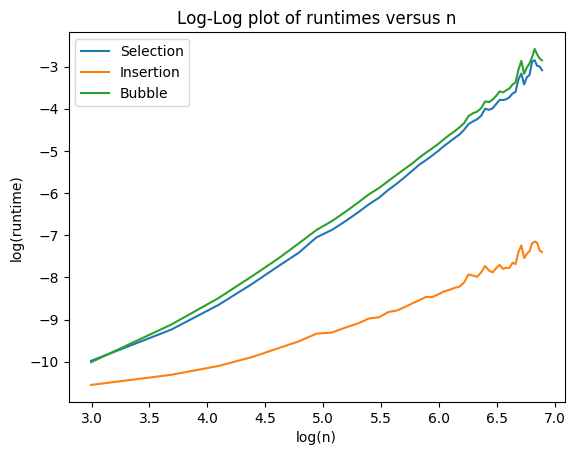 Log-Log plot of runtimes versus n
Selection
Insertion
Bubble
−3
−4
−5
−6
−7
−8
−9
−10
log(runtime)
3.0 3.5 4.0 4.5 5.0 5.5 6.0 6.5 7.0
log(n)